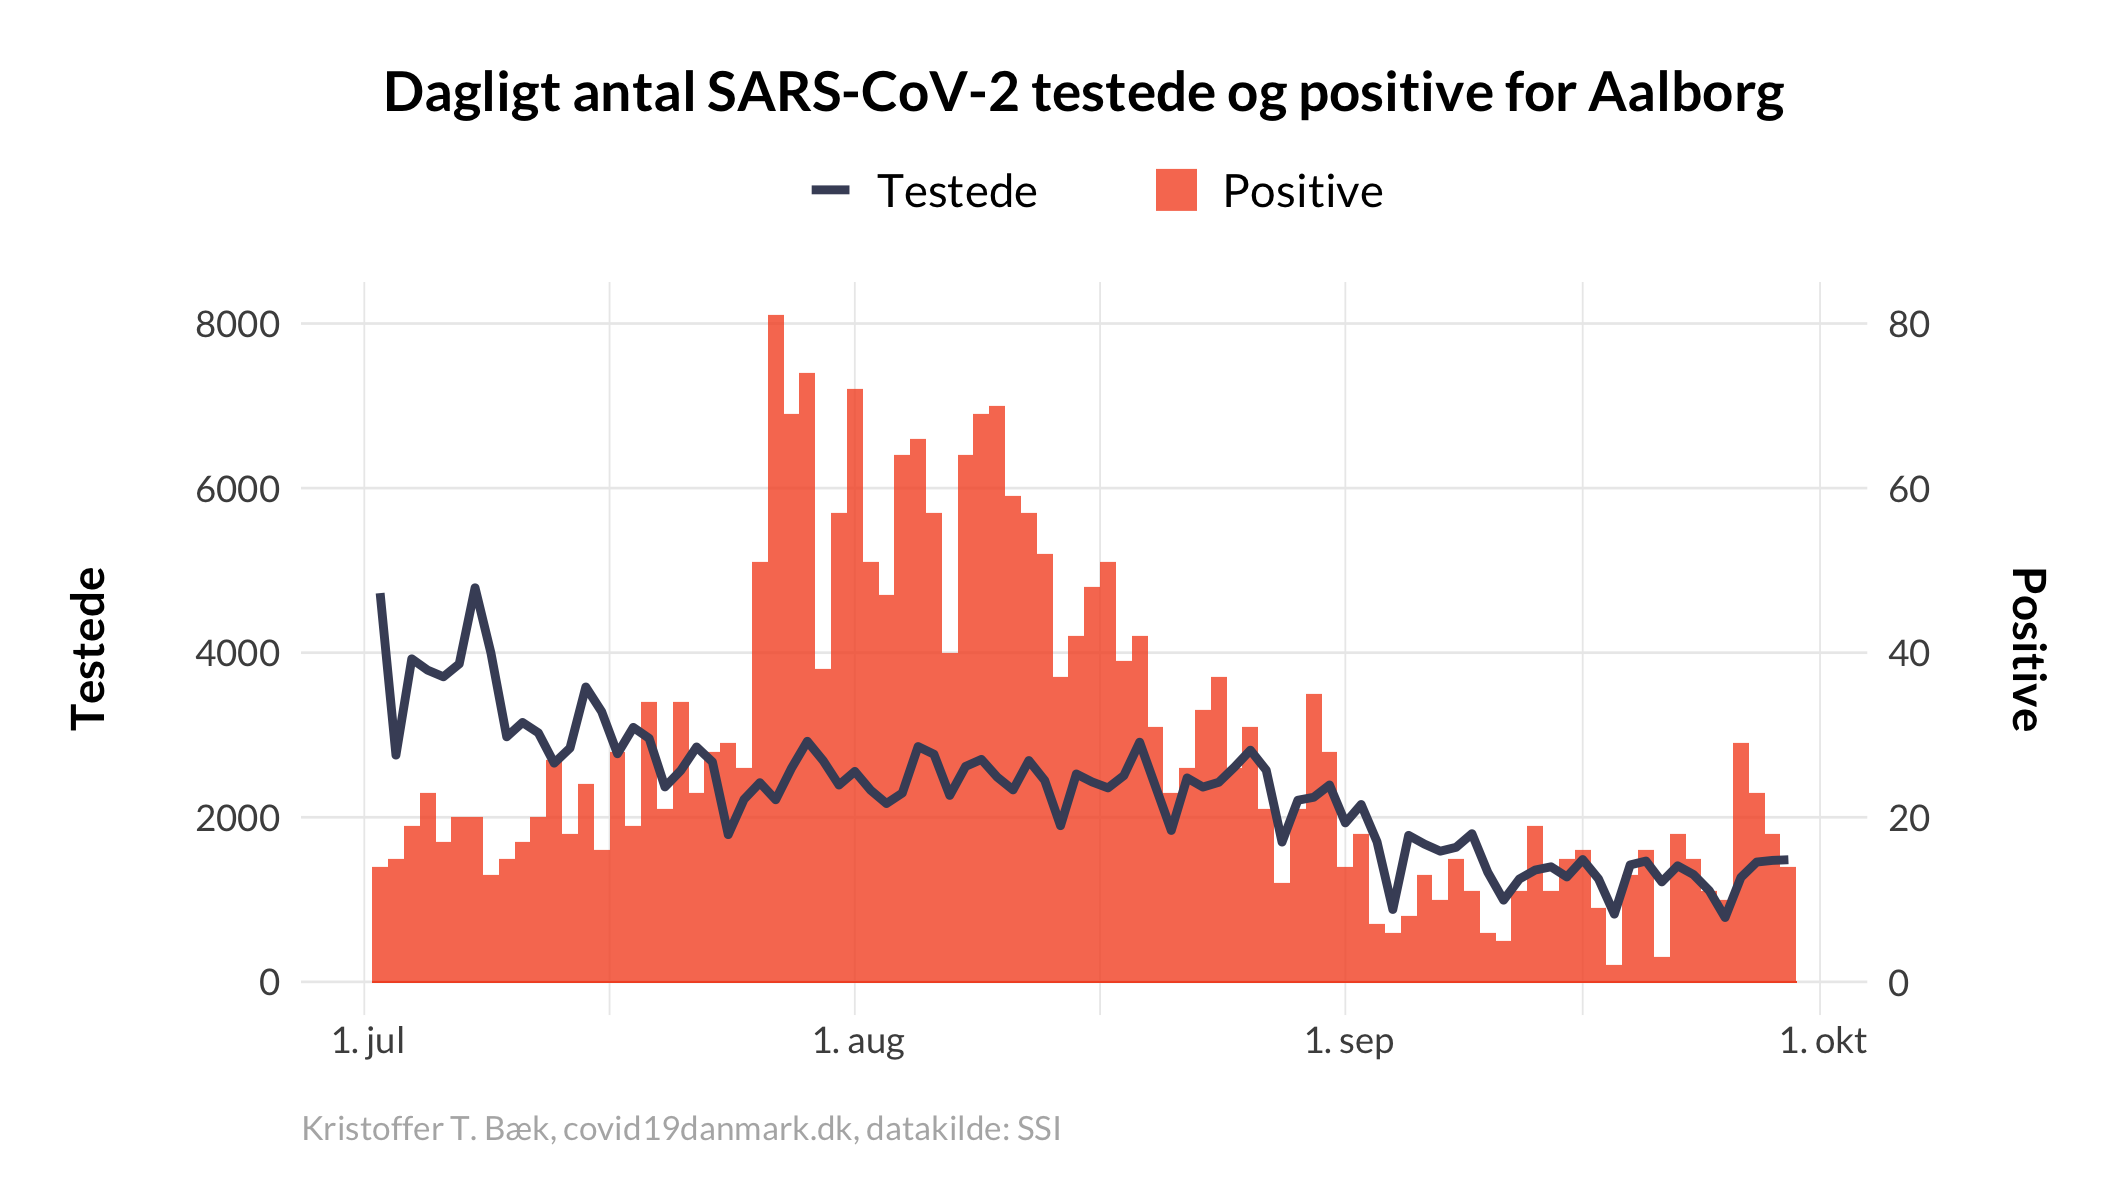 Dagligt antal SARS-CoV-2 testede og positive for Aalborg
Testede
Positive
8000
6000
4000
2000
0
Testede
80
60
40
20
0
Positive
1. jul
1. aug
1. sep
1. okt
Kristoffer T. Bæk, covid19danmark.dk, datakilde: SSI